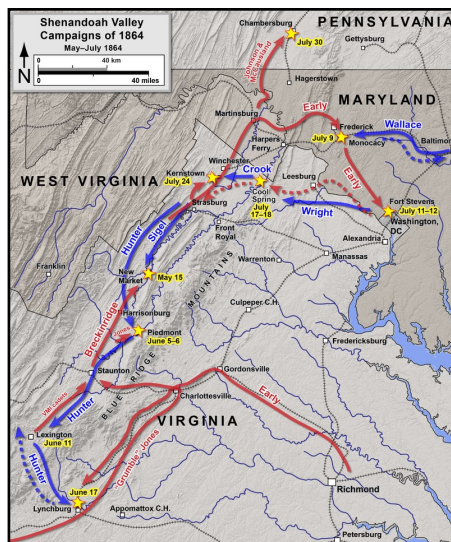 Shenandoah Valley
Campaigns of 1864
May–July 1864
0
40 km
0
40 miles
N
PENNSYLVANIA
Chambersburg
July 30
Gettysburg
Johnson &
McCausland
Hagerstown
MARYLAND
Martinsburg
Early
Frederick
Wallace
July 9
Monocacy
Baltimore
Harpers
Ferry
Winchester
Kernstown
July 24
Crook
Leesburg
Early
WEST VIRGINIA
Cool
Spring
July
17–18
Fort Stevens
July 11–12
Washington,
DC
Strasburg
Wright
Hunter
Sigel
Front
Royal
Alexandria
Franklin
New
Market
May 15
Warrenton
Manassas
MOUNTAINS
Harrisonburg
Culpeper C.H.
Breckinridge
Jones
Piedmont
June 5–6
Fredericksburg
BLUE RIDGE
Staunton
Gordonsville
VMI cadets
Hunter
Charlottesville
Early
VIRGINIA
Lexington
June 11
"Grumble" Jones
Hunter
June 17
Richmond
Lynchburg
Appomattox C.H.
Petersburg